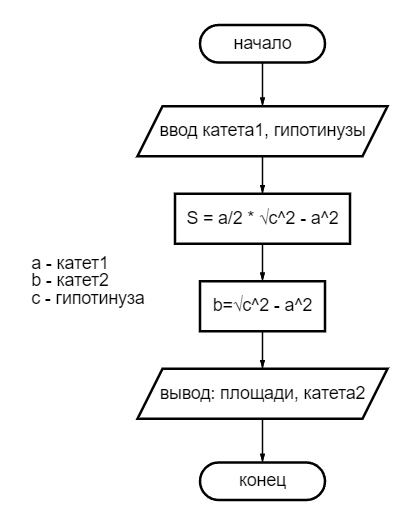 начало
ввод катета1, гипотинузы
S = a/2 * √c^2 - a^2
a - катет1
b - катет2
c - гипотинуза
b=√c^2 - a^2
вывод: площади, катета2
конец